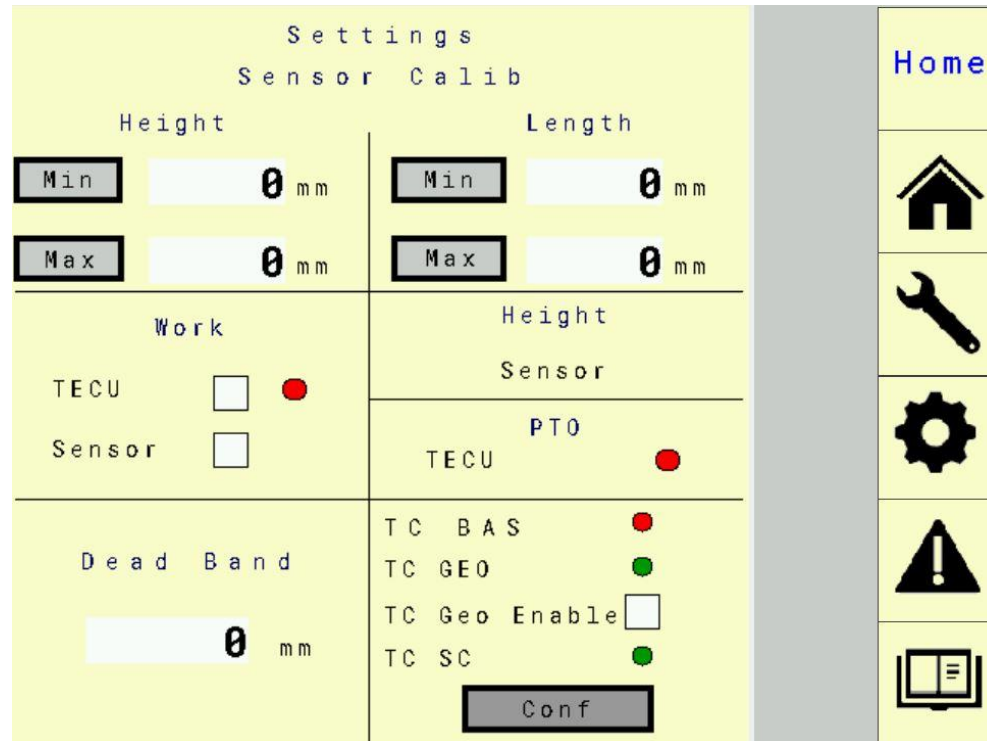 Settings
Sensor Calib
Home
Height
Length
Min 0 mm
Min 0 mm
Max 0 mm
Max 0 mm
Work
Height
Sensor
TECU
Sensor
PTO
TECU
Dead Band
0 mm
TC BAS
TC GEO
TC Geo Enable
TC SC
Conf